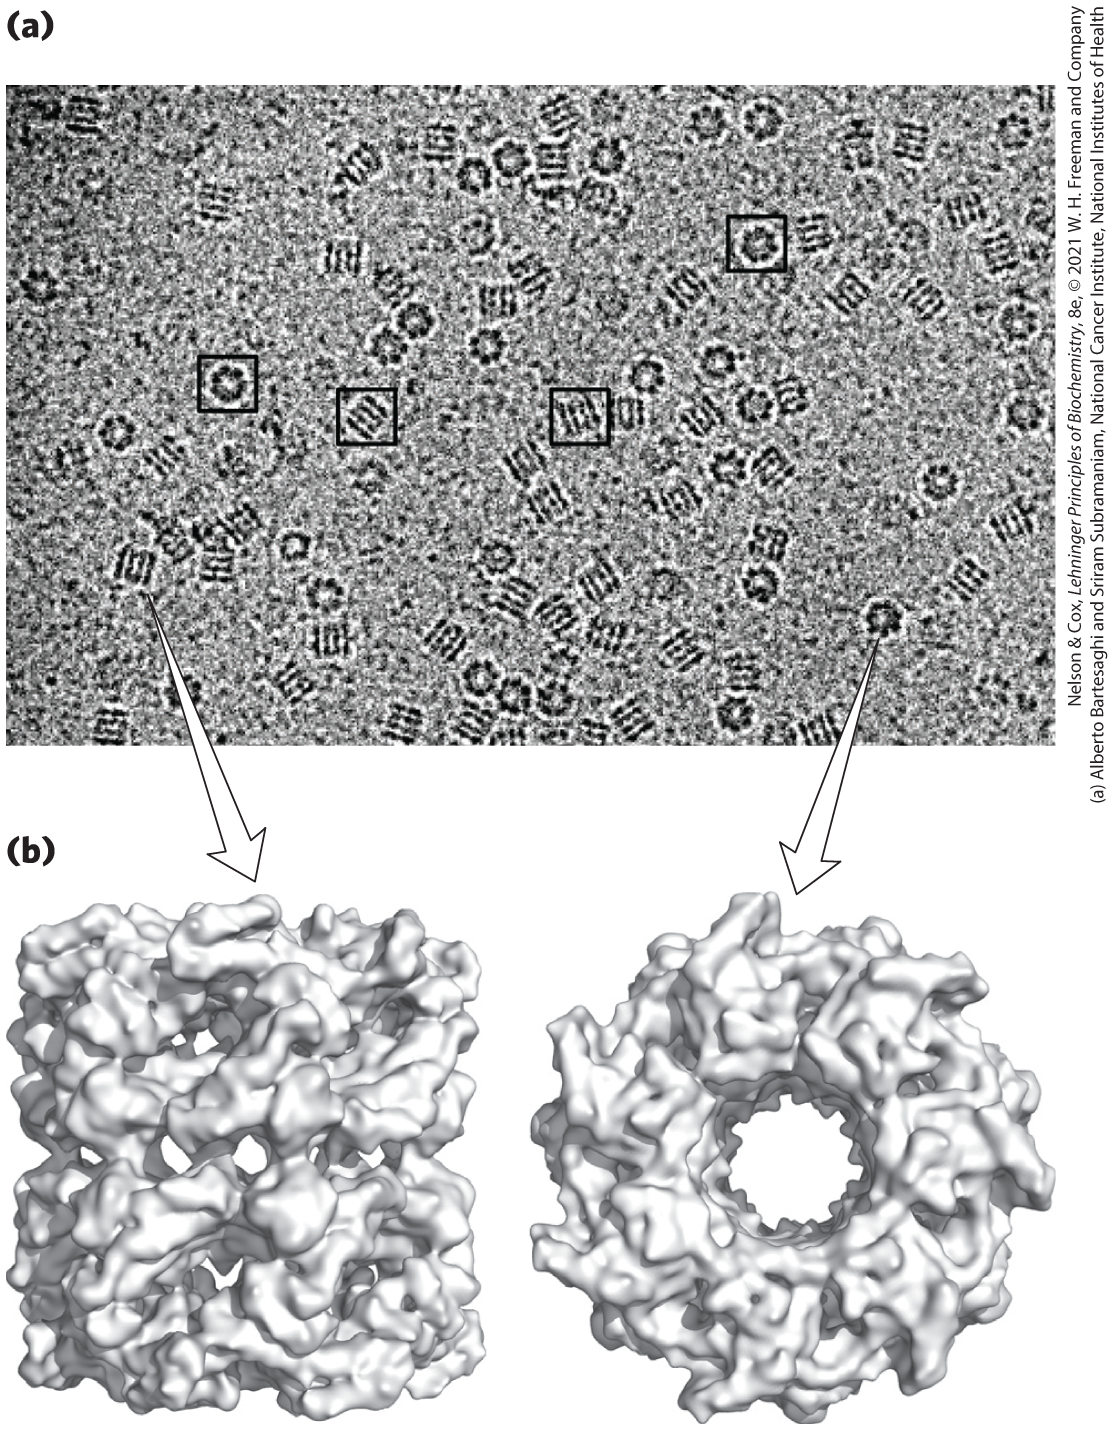 (a)
Nelson & Cox, Lehninger Principles of Biochemistry, 8e, © 2021 W. H. Freeman and Company
(a) Alberto Bartesaghi and Sriram Subramaniam, National Cancer Institute, National Institutes of Health
(b)